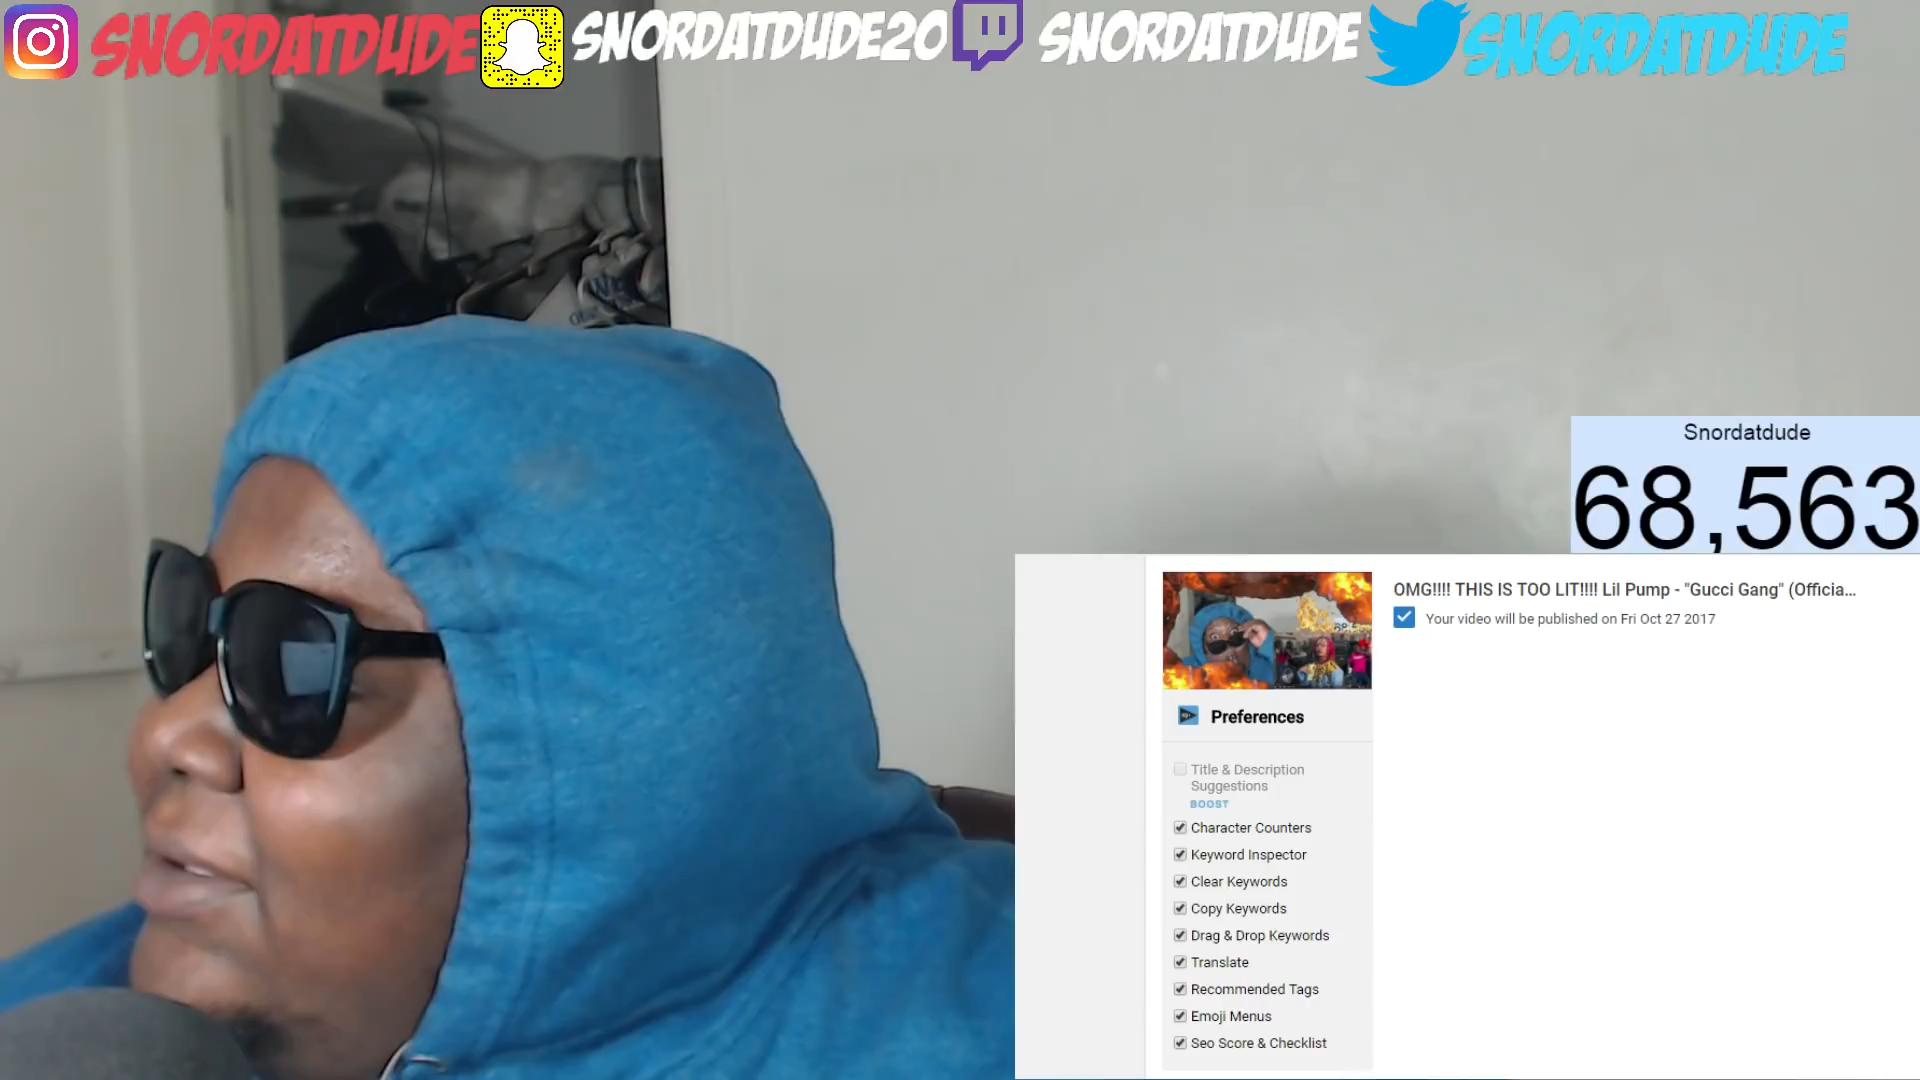 SNORDATDUDE
SNORDATDUDE20
SNORDATDUDE
SNORDATDUDE
Snordatdude
68,563
OMG!!!! THIS IS TOO LIT!!!! Lil Pump - "Gucci Gang" (Officia...
Your video will be published on Fri Oct 27 2017
Preferences
Title & Description
Suggestions
BOOST
Character Counters
Keyword Inspector
Clear Keywords
Copy Keywords
Drag & Drop Keywords
Translate
Recommended Tags
Emoji Menus
Seo Score & Checklist